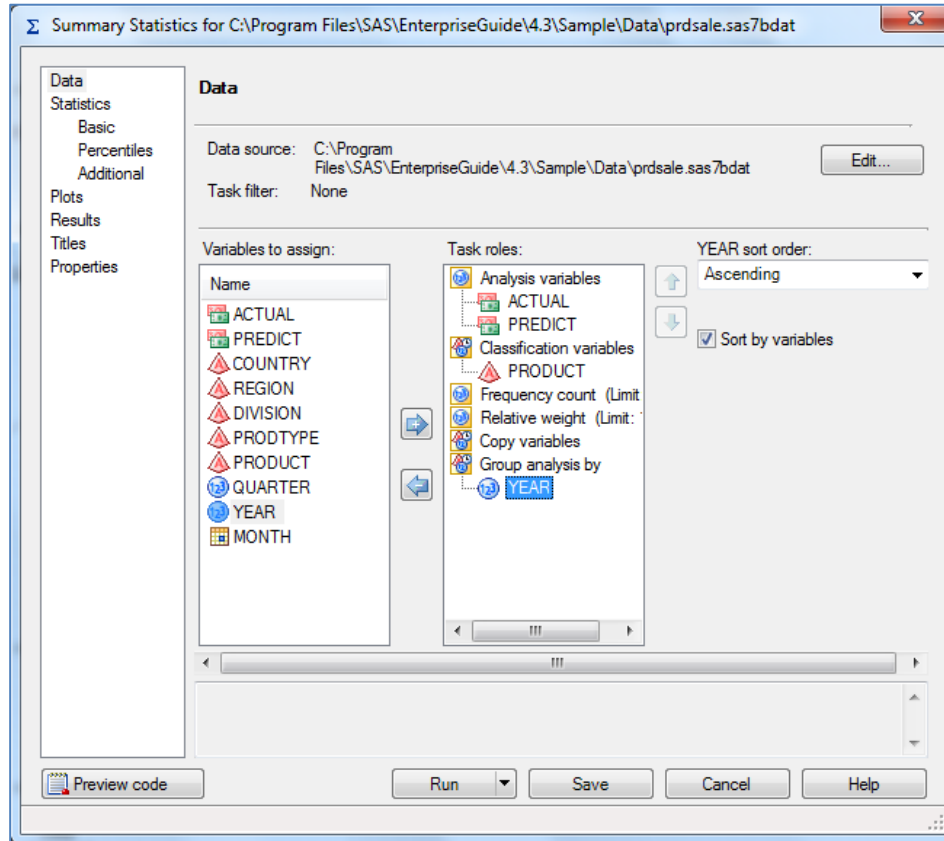 Σ Summary Statistics for C:\Program Files\SAS\EnterpriseGuide\4.3\Sample\Data\prdsale.sas7bdat
Data
Statistics
Basic
Percentiles
Additional
Plots
Results
Titles
Properties
Data
Data source: C:\Program
Files\SAS\EnterpriseGuide\4.3\Sample\Data\prdsale.sas7bdat
Edit...
Task filter: None
Variables to assign:
Name
ACTUAL
PREDICT
COUNTRY
REGION
DIVISION
PRODTYPE
PRODUCT
QUARTER
YEAR
MONTH
Task roles:
Analysis variables
ACTUAL
PREDICT
Classification variables
PRODUCT
Frequency count (Limit
Relative weight (Limit:
Copy variables
Group analysis by
YEAR
YEAR sort order:
Ascending
Sort by variables
Preview code
Run
Save
Cancel
Help